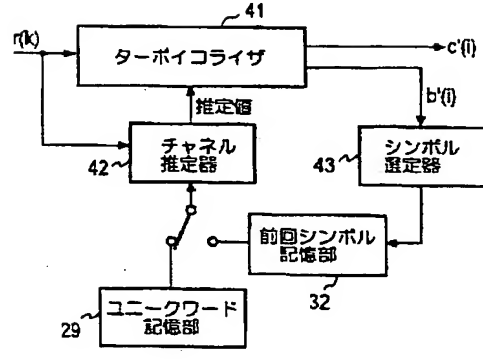 41
r(k)
ターボイコライザ
c'(i)
推定値
b'(i)
42
チャネル
推定器
43
シンボル
選定器
前回シンボル
記憶部
32
29
ユニークワード
記憶部